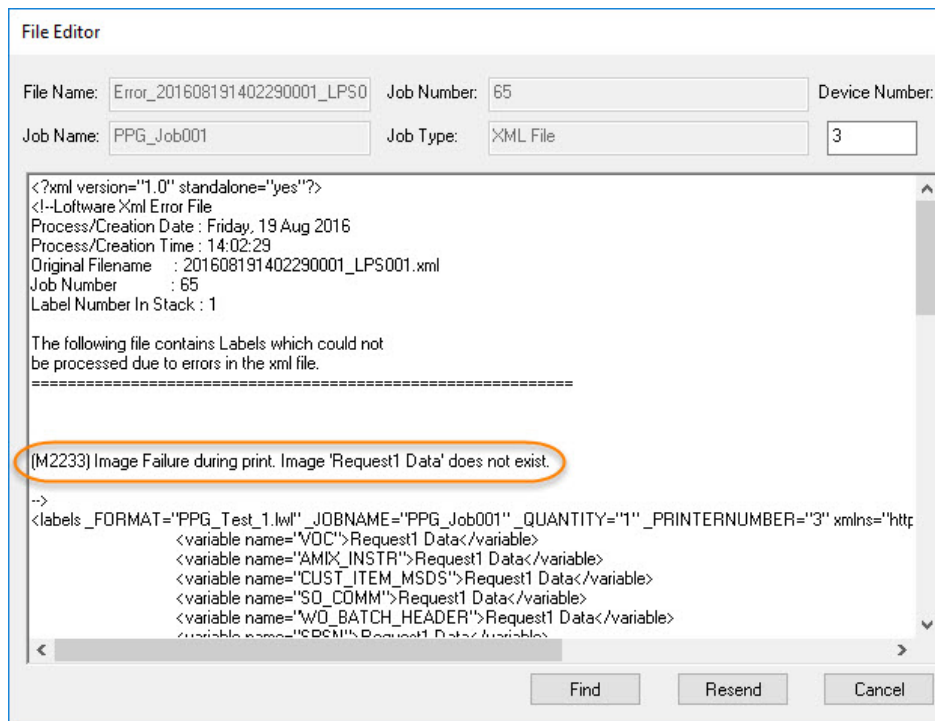 File Editor
File Name: Error_201608191402290001_LPS0 Job Number: 65 Device Number:
Job Name: PPG_Job001 Job Type: XML File 3
<?xml version="1.0" standalone="yes"?>
<!--Loftware Xml Error File
Process/Creation Date : Friday, 19 Aug 2016
Process/Creation Time : 14:02:29
Original Filename : 201608191402290001_LPS001.xml
Job Number : 65
Label Number In Stack : 1
The following file contains Labels which could not
be processed due to errors in the xml file.
============================================================
(M2233) Image Failure during print. Image 'Request1 Data' does not exist.
-->
<labels _FORMAT="PPG_Test_1.lwl" _JOBNAME="PPG_Job001" _QUANTITY="1" _PRINTERNUMBER="3" xmlns="http
<variable name="VOC">Request1 Data</variable>
<variable name="AMIX_INSTR">Request1 Data</variable>
<variable name="CUST_ITEM_MSDS">Request1 Data</variable>
<variable name="SO_COMM">Request1 Data</variable>
<variable name="WO_BATCH_HEADER">Request1 Data</variable>
<variable name="SPSN">Request1 Data</variable>
Find Resend Cancel